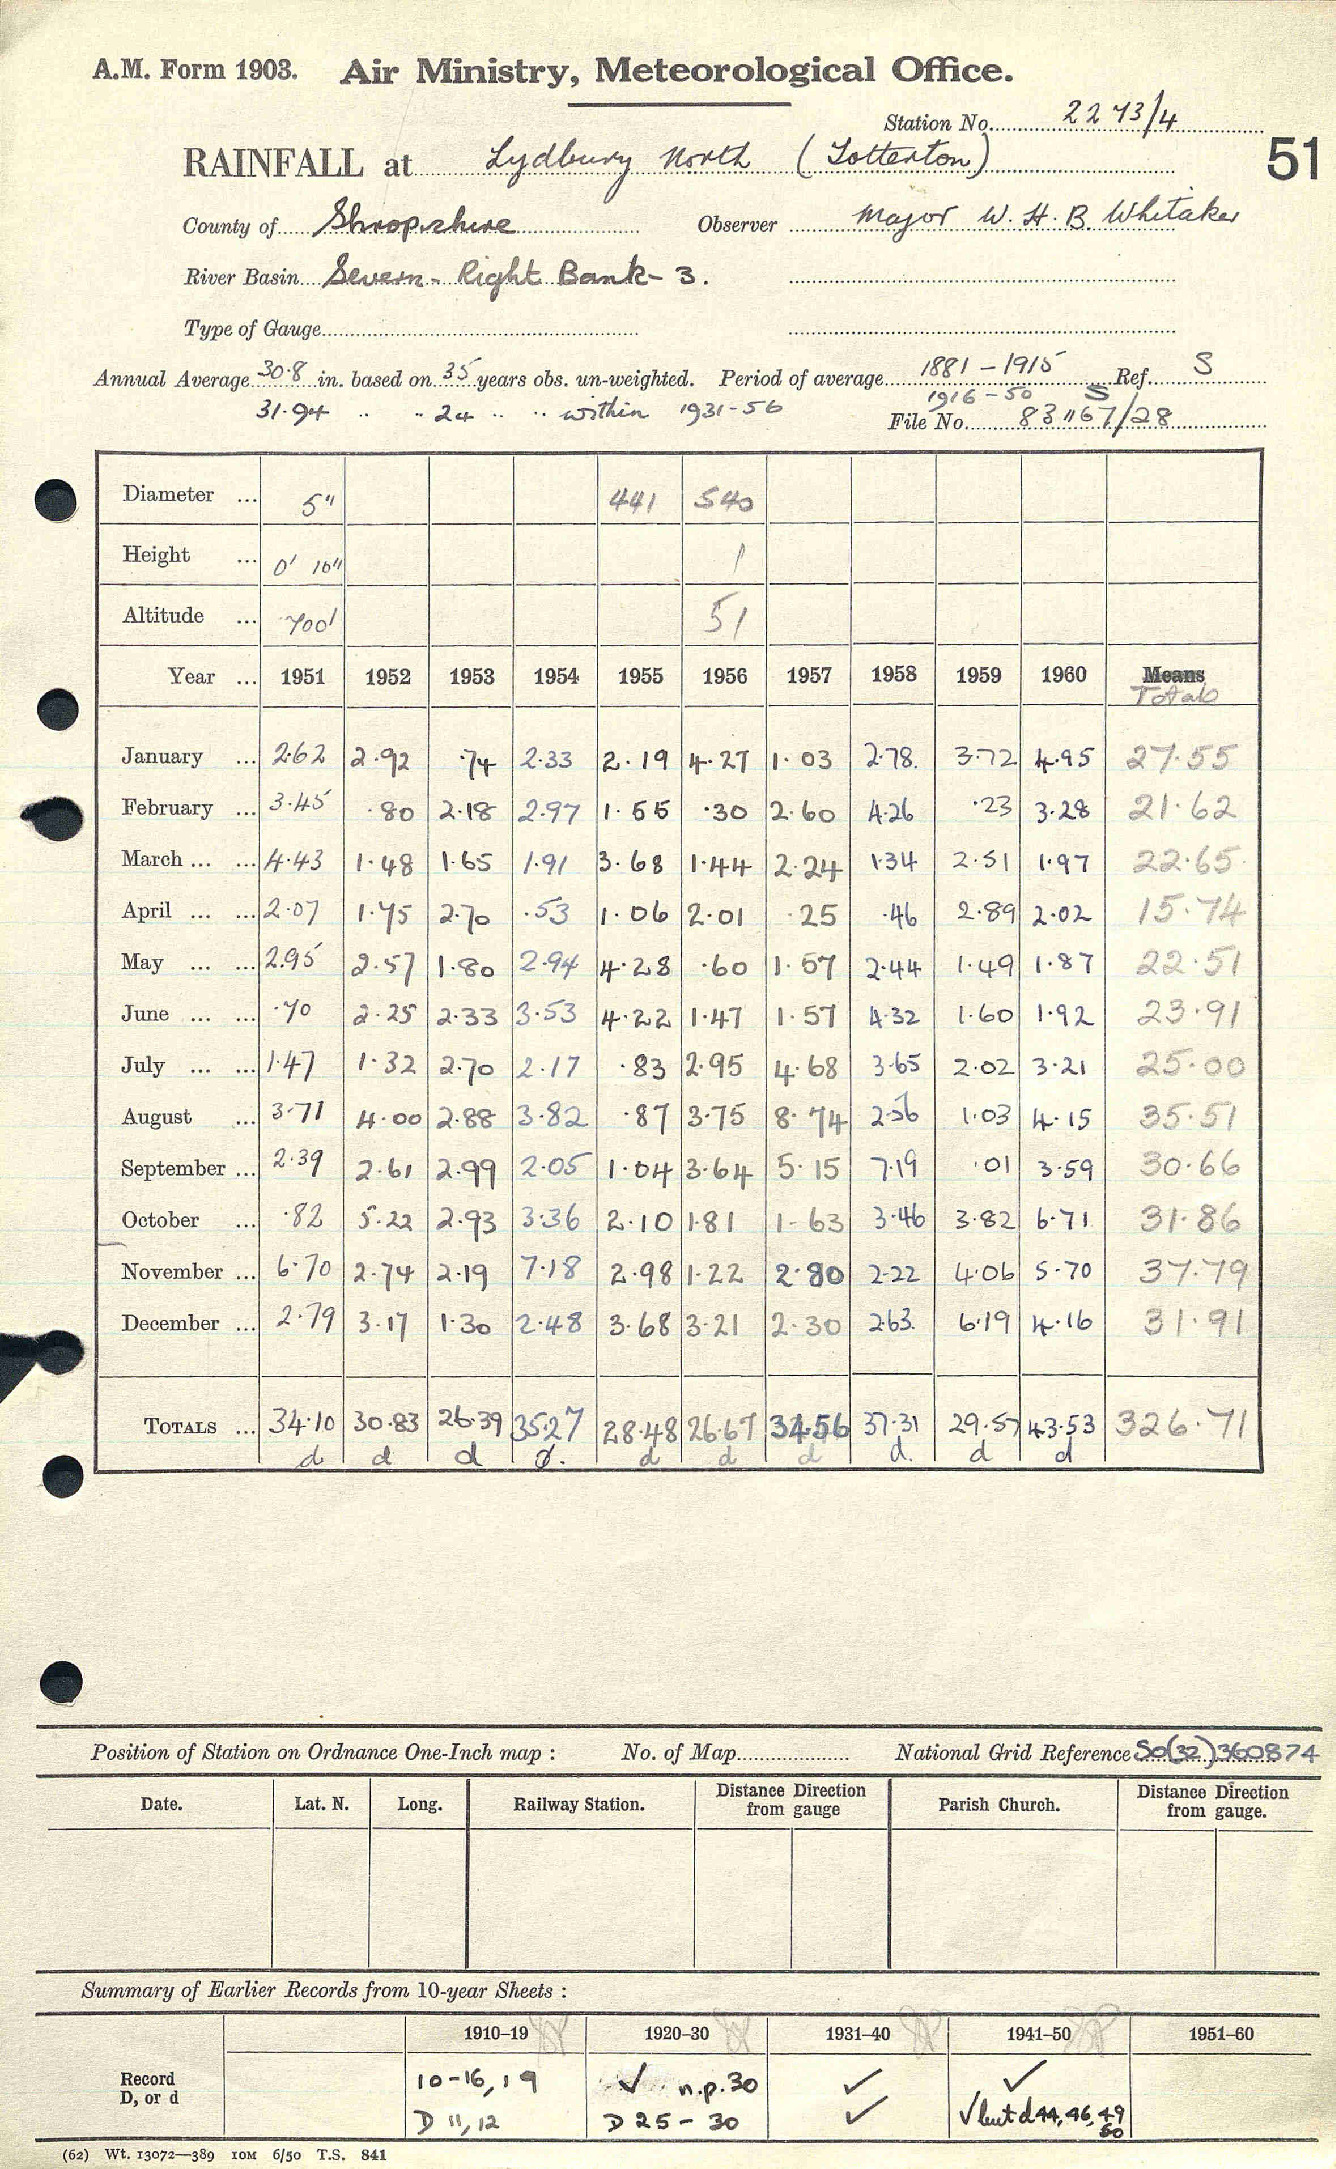 A.M. Form 1903. Air Ministry, Meteorological Office.
Station No. 2273/4
RAINFALL at Lydbury North (Totterton) 51
County of Shropshire Observer Major W. H. B. Whitaker
River Basin Severn - Right Bank - 3.
Type of Gauge
Annual Average 30·8 in. based on 35 years obs. un-weighted. Period of average 1881 - 1915 Ref. S
1916 - 50 S
31·94 " " 24 " " within 1931-56 File No. 83467/28
Diameter ... 5" 441 540
Height ... 0' 10" 1
Altitude ... 700' 51
Year ... 1951 1952 1953 1954 1955 1956 1957 1958 1959 1960 Means
Totals
January ... 2·62 2·92 ·74 2·33 2·19 4·27 1·03 2·78 3·72 4·95 27·55
February ... 3·45 ·80 2·18 2·97 1·55 ·30 2·60 4·26 ·23 3·28 21·62
March ... ... 4·43 1·48 1·65 1·91 3·68 1·44 2·24 1·34 2·51 1·97 22·65
April ... ... 2·07 1·75 2·70 ·53 1·06 2·01 ·25 ·46 2·89 2·02 15·74
May ... ... 2·95 2·57 1·80 2·94 4·28 ·60 1·57 2·44 1·49 1·87 22·51
June ... ... ·70 2·25 2·33 3·53 4·22 1·47 1·57 4·32 1·60 1·92 23·91
July ... ... 1·47 1·32 2·70 2·17 ·83 2·95 4·68 3·65 2·02 3·21 25·00
August ... 3·71 4·00 2·88 3·82 ·87 3·75 8·74 2·56 1·03 4·15 35·51
September ... 2·39 2·61 2·99 2·05 1·04 3·64 5·15 7·19 ·01 3·59 30·66
October ... ·82 5·22 2·93 3·36 2·10 1·81 1·63 3·46 3·82 6·71 31·86
November ... 6·70 2·74 2·19 7·18 2·98 1·22 2·80 2·22 4·06 5·70 37·79
December ... 2·79 3·17 1·30 2·48 3·68 3·21 2·30 2·63 6·19 4·16 31·91
TOTALS ... 34·10 30·83 26·39 35·27 28·48 26·67 34·56 37·31 29·57 43·53 326·71
d d d d. d d d d. d d
Position of Station on Ordnance One-Inch map : No. of Map National Grid Reference SO(32)360874
Date. Lat. N. Long. Railway Station. Distance from gauge Direction Parish Church. Distance from gauge. Direction
Summary of Earlier Records from 10-year Sheets :
1910–19 1920–30 1931–40 1941–50 1951–60
Record 10-16, 19 ✓ n.p. 30 ✓ ✓
D, or d D 11, 12 D 25 - 30 ✓ ✓ but d 44, 46, 49
50
(62) Wt. 13072—389 10M 6/50 T.S. 841